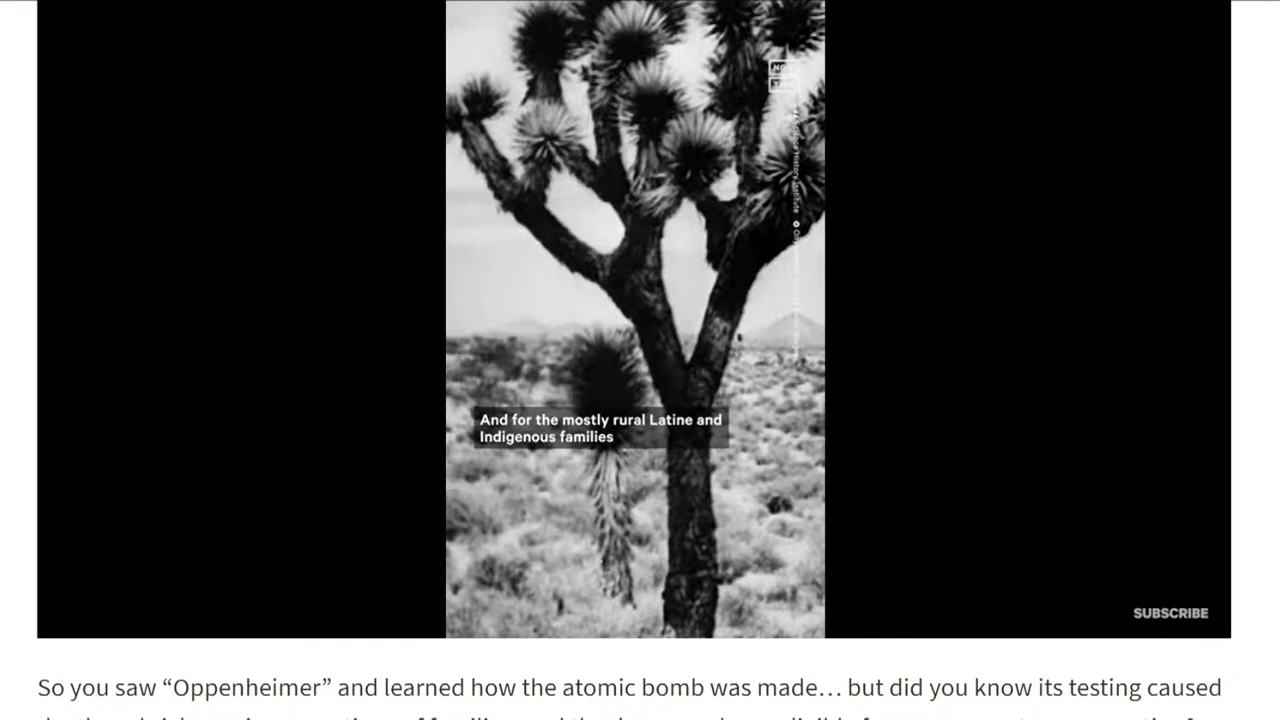 NOW
And for the mostly rural Latine and
Indigenous families
SUBSCRIBE
So you saw “Oppenheimer” and learned how the atomic bomb was made… but did you know its testing caused